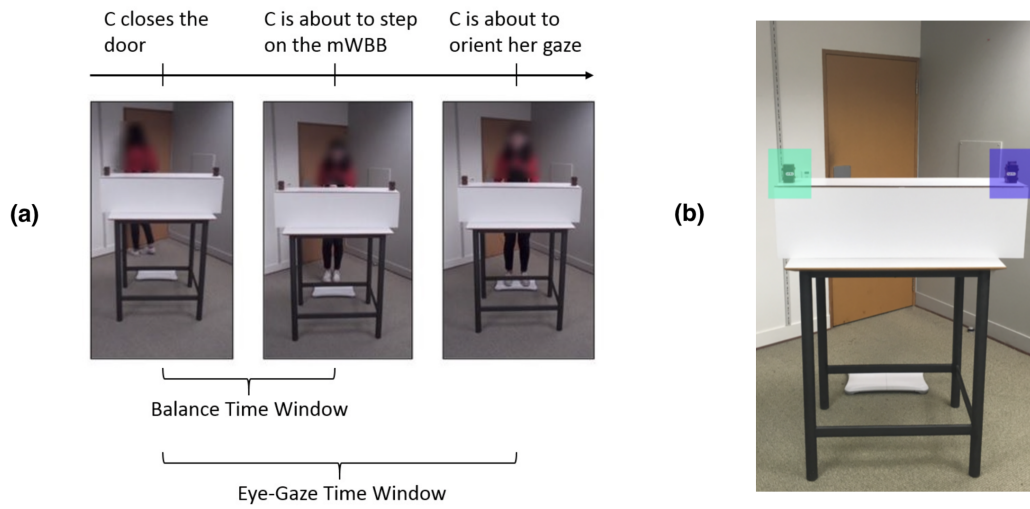 C closes the
door
C is about to step
on the mWBB
C is about to
orient her gaze
(a)
Balance Time Window
Eye-Gaze Time Window
(b)